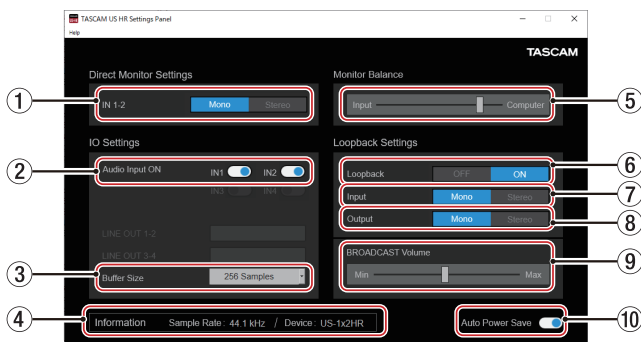 TASCAM US HR Settings Panel
Help
TASCAM
Direct Monitor Settings
Monitor Balance
1
IN 1-2
Mono
Stereo
Input
Computer
5
IO Settings
Loopback Settings
2
Audio Input ON
IN1
IN2
Loopback
OFF
ON
6
IN3
IN4
Input
Mono
Stereo
7
Output
Mono
Stereo
8
LINE OUT 1-2
LINE OUT 3-4
BROADCAST Volume
9
3
Buffer Size
256 Samples
Min
Max
4
Information Sample Rate : 44.1 kHz / Device : US-1x2HR
Auto Power Save
10